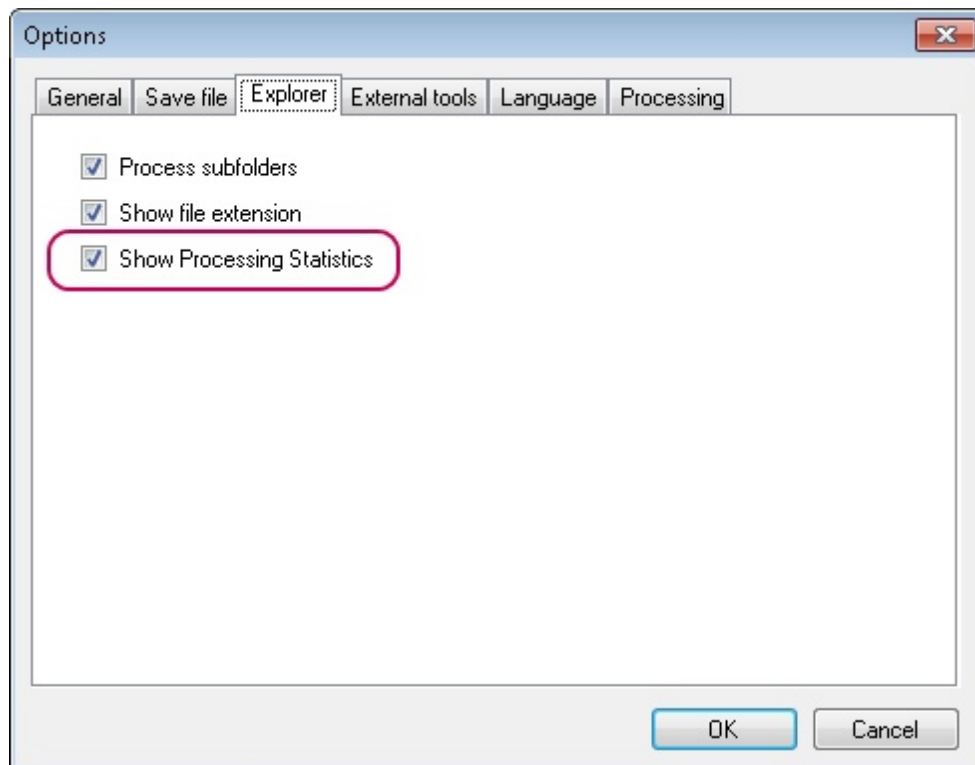 Options
General Save file Explorer External tools Language Processing
Process subfolders
Show file extension
Show Processing Statistics
OK Cancel